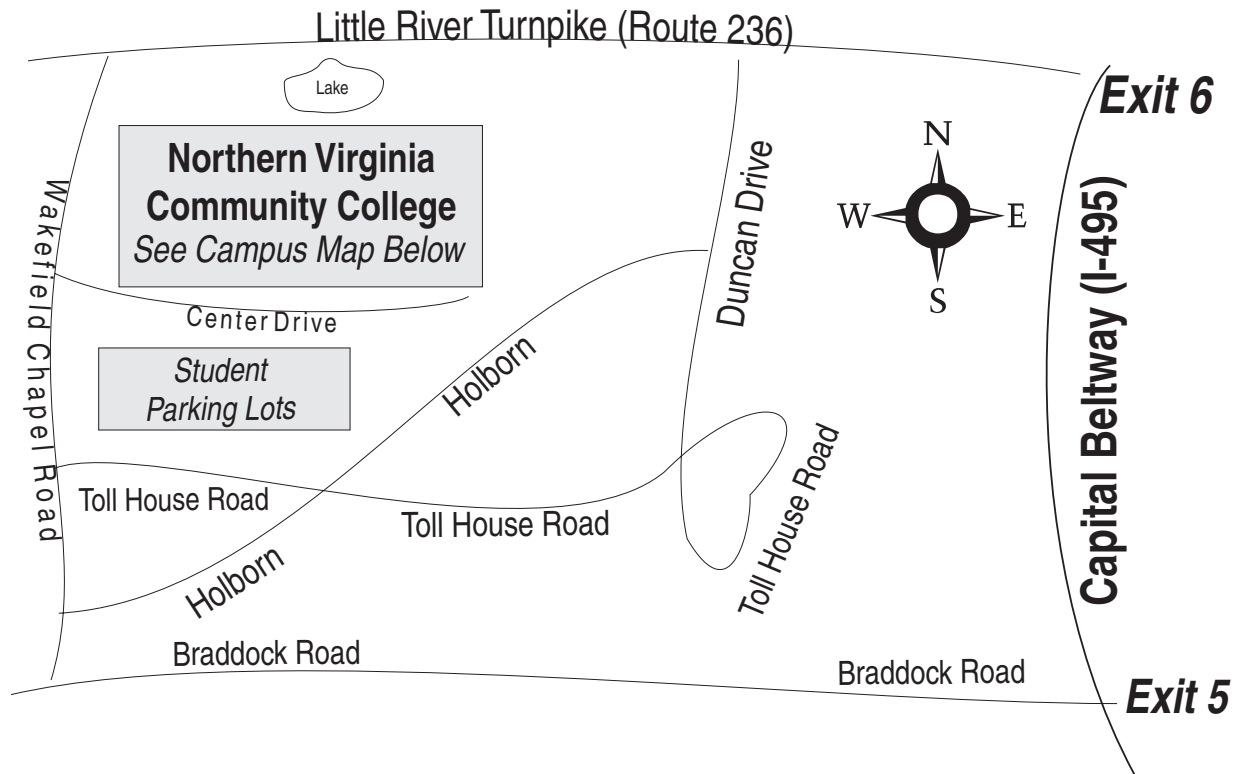 Little River Turnpike (Route 236)
Lake
Exit 6
Northern Virginia
Community College
See Campus Map Below
N
W
E
S
Duncan Drive
Wakefield Chapel Road
Capital Beltway (I-495)
Center Drive
Student
Parking Lots
Holborn
Toll House Road
Toll House Road
Toll House Road
Holborn
Braddock Road
Braddock Road
Exit 5